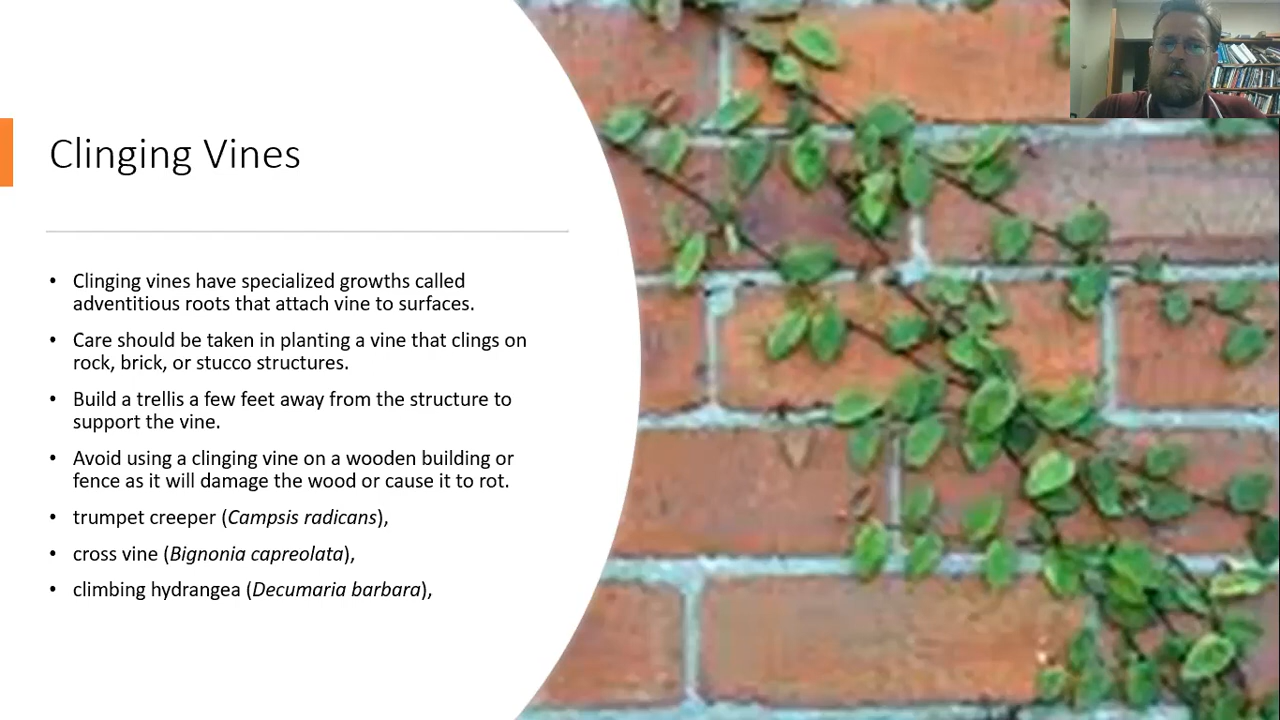 Clinging Vines
• Clinging vines have specialized growths called
adventitious roots that attach vine to surfaces.
• Care should be taken in planting a vine that clings on
rock, brick, or stucco structures.
• Build a trellis a few feet away from the structure to
support the vine.
• Avoid using a clinging vine on a wooden building or
fence as it will damage the wood or cause it to rot.
• trumpet creeper (Campsis radicans),
• cross vine (Bignonia capreolata),
• climbing hydrangea (Decumaria barbara),